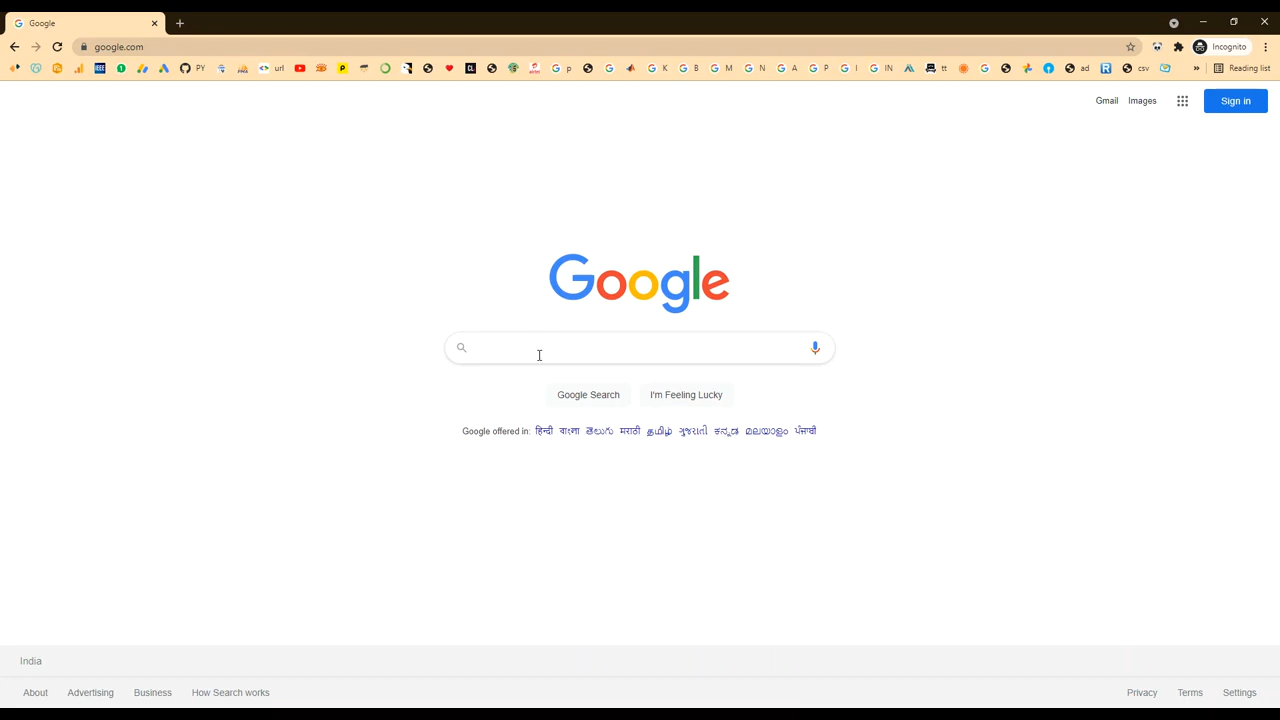 Google
google.com
Incognito
PY url p K B M N A P I IN tt ad csv Reading list
Gmail Images Sign in
Google
Google Search I'm Feeling Lucky
Google offered in: हिन्दी বাংলা తెలుగు मराठी தமிழ் ગુજરાતી ಕನ್ನಡ മലയാളം ਪੰਜਾਬੀ
India
About Advertising Business How Search works Privacy Terms Settings